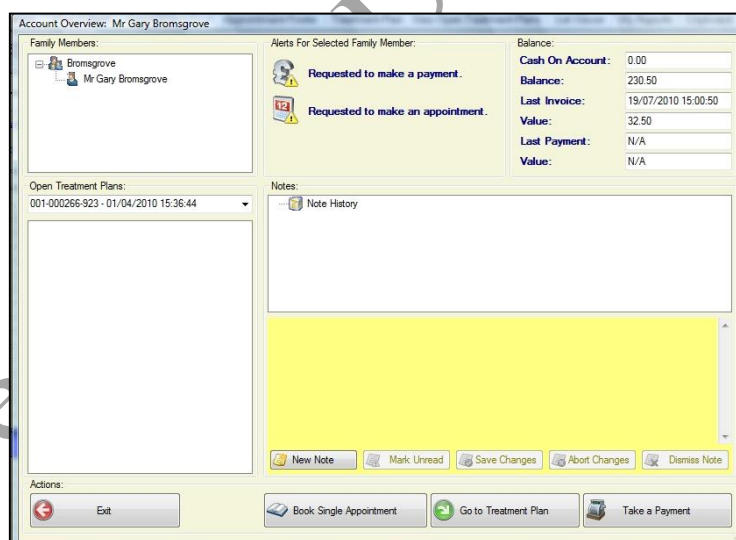 Account Overview: Mr Gary Bromsgrove
Family Members:
Bromsgrove
Mr Gary Bromsgrove
Alerts For Selected Family Member:
Requested to make a payment.
Requested to make an appointment.
Balance:
Cash On Account: 0.00
Balance: 230.50
Last Invoice: 19/07/2010 15:00:50
Value: 32.50
Last Payment: N/A
Value: N/A
Open Treatment Plans:
001-000266-923 - 01/04/2010 15:36:44
Notes:
Note History
New Note Mark Unread Save Changes Abort Changes Dismiss Note
Actions:
Exit Book Single Appointment Go to Treatment Plan Take a Payment